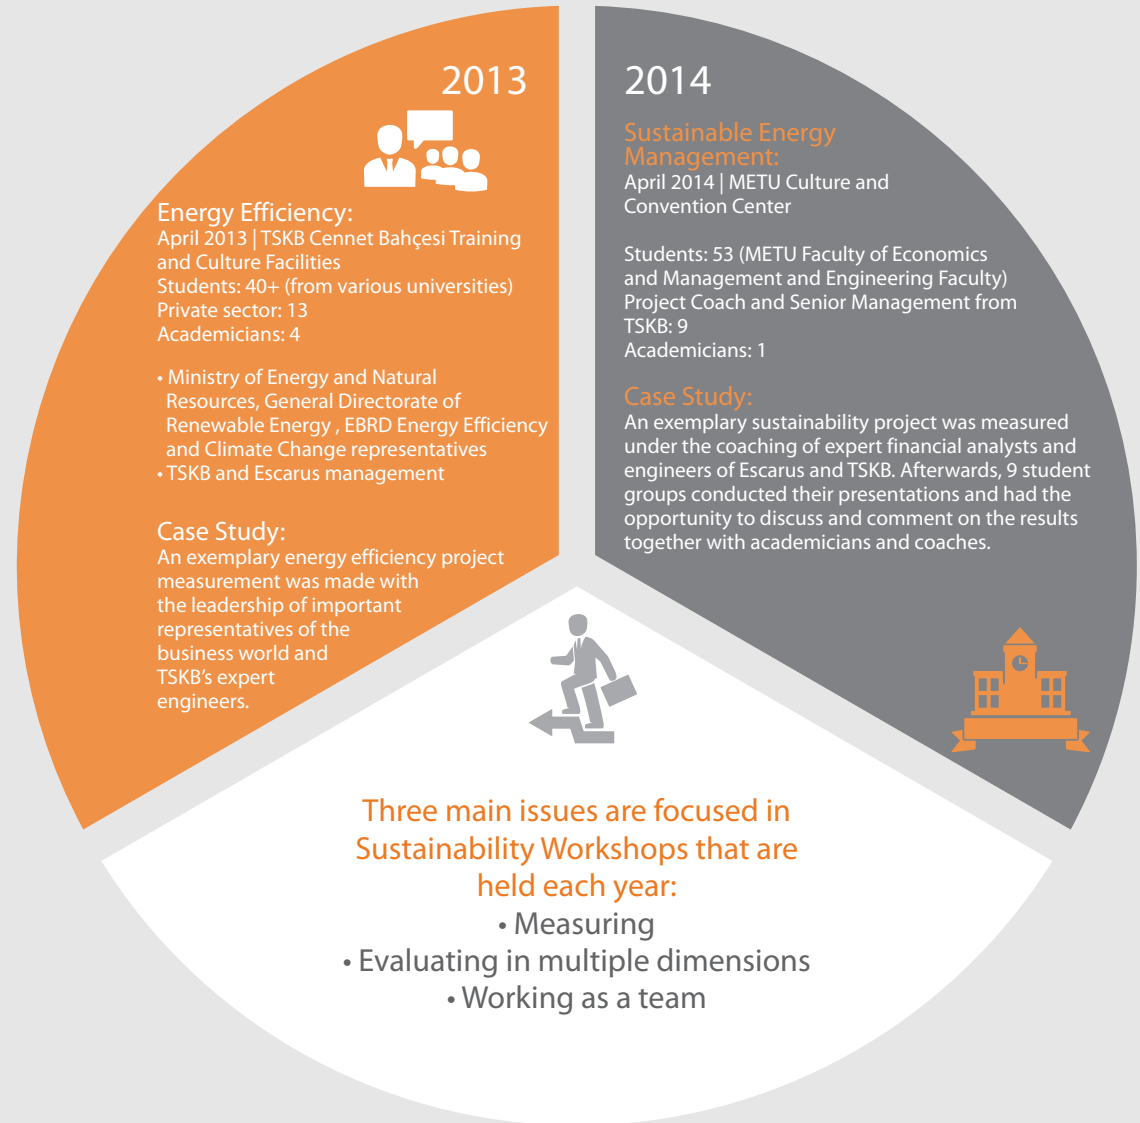 2013
Energy Efficiency:
April 2013 | TSKB Cennet Bahçesi Training
and Culture Facilities
Students: 40+ (from various universities)
Private sector: 13
Academicians: 4
• Ministry of Energy and Natural
Resources, General Directorate of
Renewable Energy , EBRD Energy Efficiency
and Climate Change representatives
• TSKB and Escarus management
Case Study:
An exemplary energy efficiency project
measurement was made with
the leadership of important
representatives of the
business world and
TSKB’s expert
engineers.
2014
Sustainable Energy
Management:
April 2014 | METU Culture and
Convention Center
Students: 53 (METU Faculty of Economics
and Management and Engineering Faculty)
Project Coach and Senior Management from
TSKB: 9
Academicians: 1
Case Study:
An exemplary sustainability project was measured
under the coaching of expert financial analysts and
engineers of Escarus and TSKB. Afterwards, 9 student
groups conducted their presentations and had the
opportunity to discuss and comment on the results
together with academicians and coaches.
Three main issues are focused in
Sustainability Workshops that are
held each year:
• Measuring
• Evaluating in multiple dimensions
• Working as a team